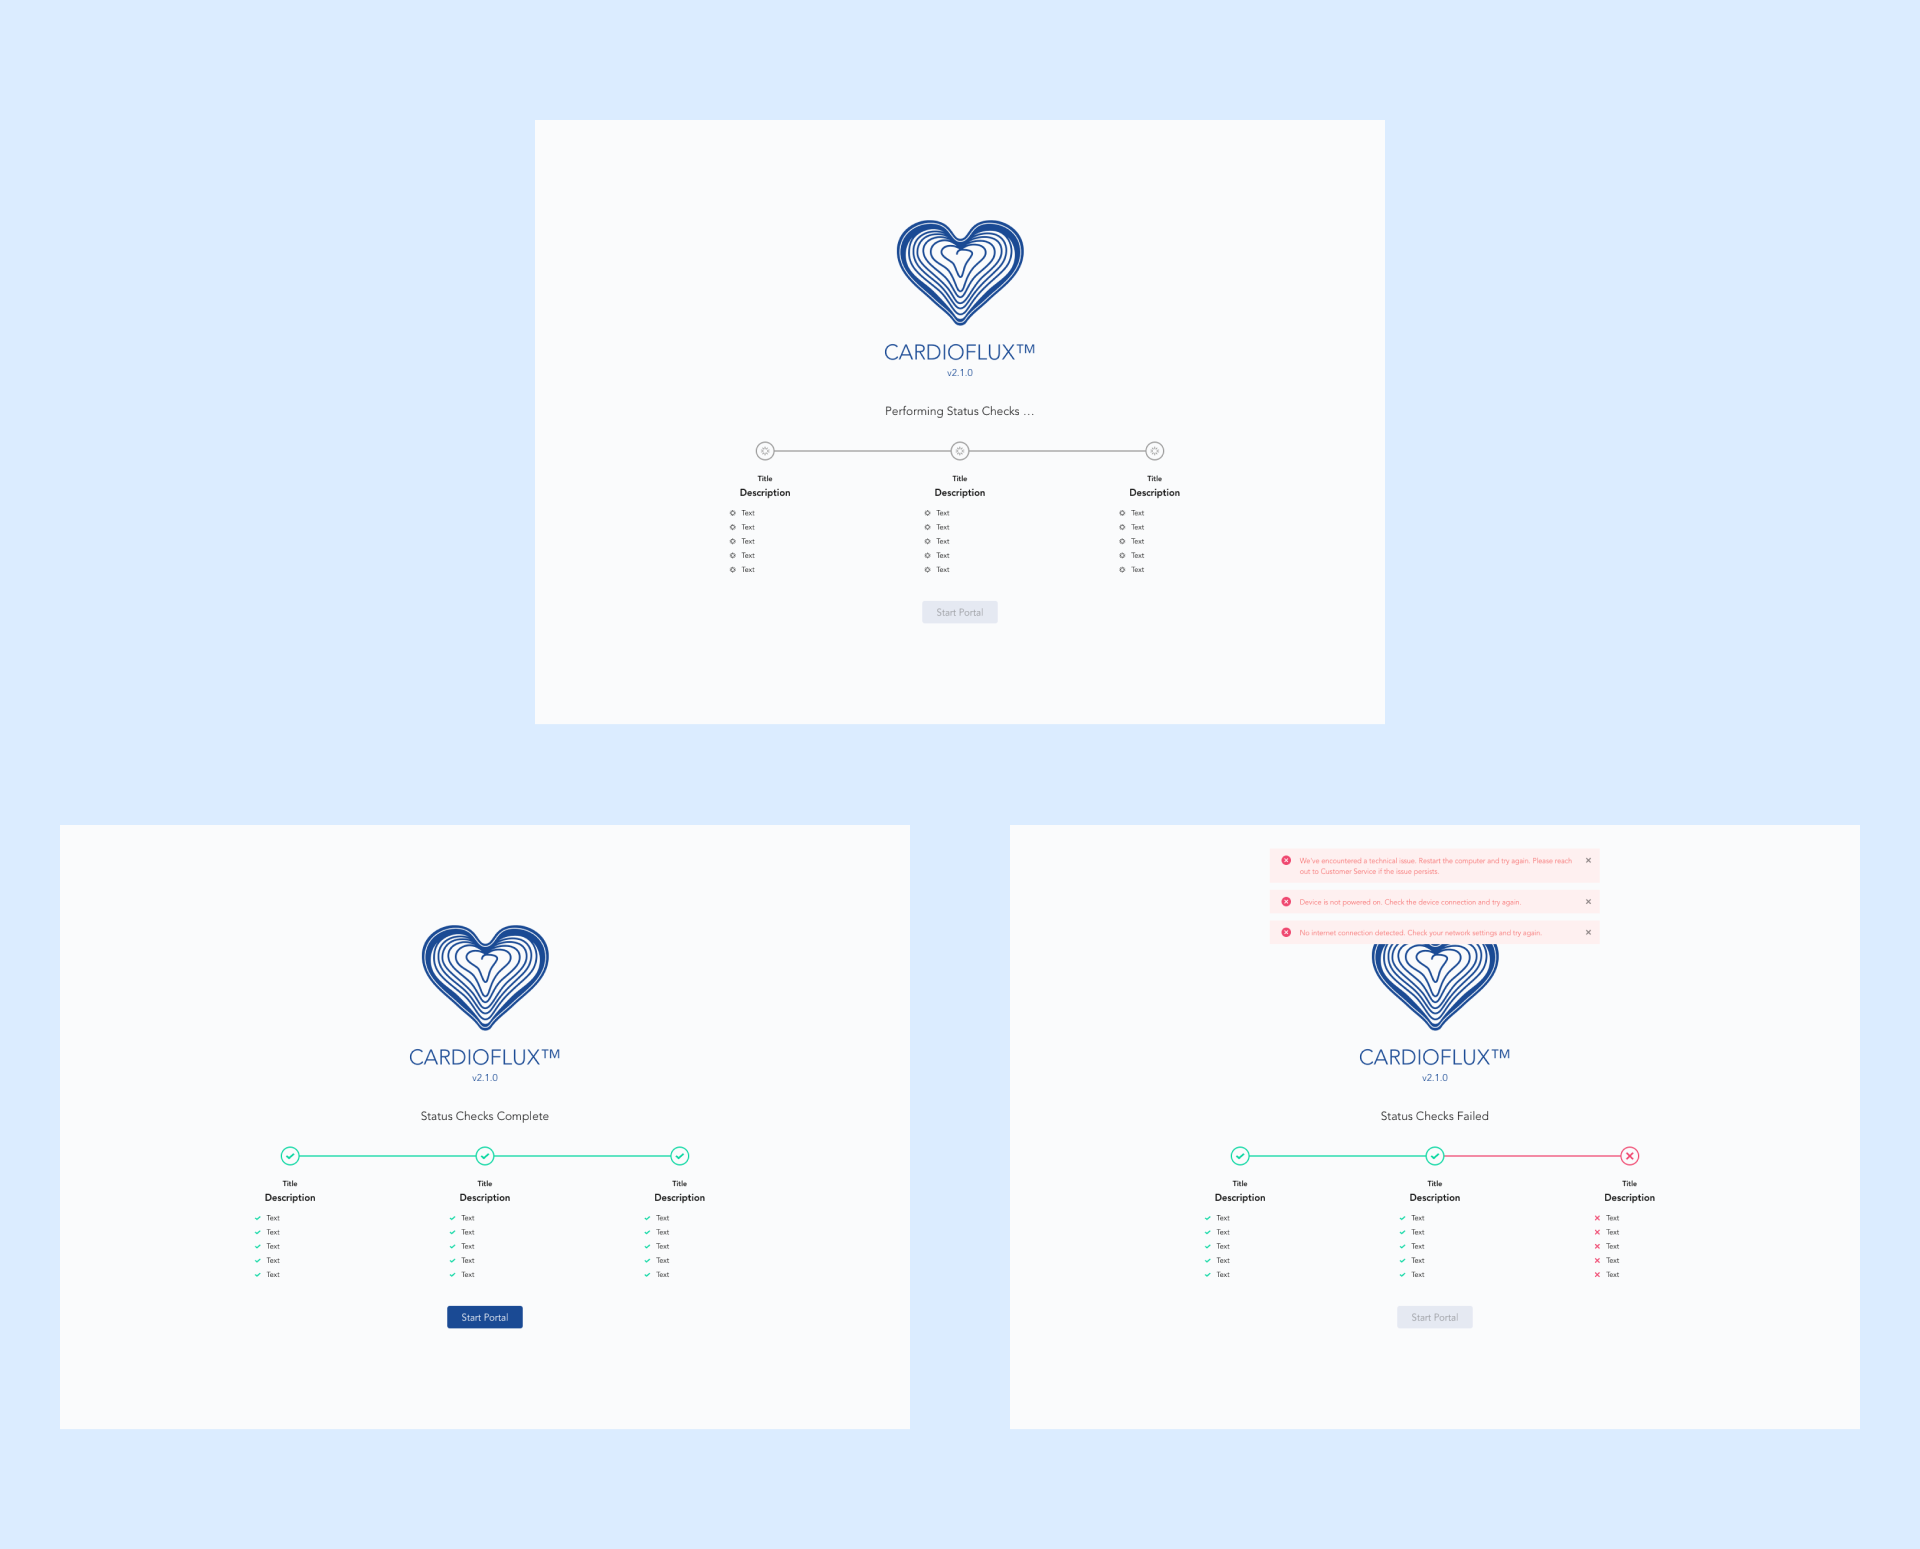 CARDIOFLUX™
v2.1.0
Performing Status Checks ...
Title
Description
Text
Text
Text
Text
Text
Title
Description
Text
Text
Text
Text
Text
Title
Description
Text
Text
Text
Text
Text
Start Portal
CARDIOFLUX™
v2.1.0
Status Checks Complete
Title
Description
Text
Text
Text
Text
Text
Title
Description
Text
Text
Text
Text
Text
Title
Description
Text
Text
Text
Text
Text
Start Portal
We've encountered a technical issue. Restart the computer and try again. Please reach
out to Customer Service if the issue persists.
Device is not powered on. Check the device connection and try again.
No internet connection detected. Check your network settings and try again.
CARDIOFLUX™
v2.1.0
Status Checks Failed
Title
Description
Text
Text
Text
Text
Text
Title
Description
Text
Text
Text
Text
Text
Title
Description
Text
Text
Text
Text
Text
Start Portal